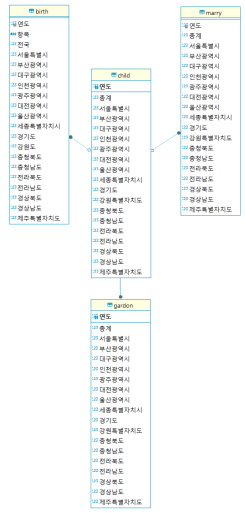 birth
연도
항목
전국
서울특별시
부산광역시
대구광역시
인천광역시
광주광역시
대전광역시
울산광역시
세종특별자치시
경기도
강원도
충청북도
충청남도
전라북도
전라남도
경상북도
경상남도
제주특별자치도
child
연도
총계
서울특별시
부산광역시
대구광역시
인천광역시
광주광역시
대전광역시
울산광역시
세종특별자치시
경기도
강원특별자치도
충청북도
충청남도
전라북도
전라남도
경상북도
경상남도
제주특별자치도
marry
연도
총계
서울특별시
부산광역시
대구광역시
인천광역시
광주광역시
대전광역시
울산광역시
세종특별자치시
경기도
강원특별자치도
충청북도
충청남도
전라북도
전라남도
경상북도
경상남도
제주특별자치도
gardon
연도
총계
서울특별시
부산광역시
대구광역시
인천광역시
광주광역시
대전광역시
울산광역시
세종특별자치시
경기도
강원특별자치도
충청북도
충청남도
전라북도
전라남도
경상북도
경상남도
제주특별자치도